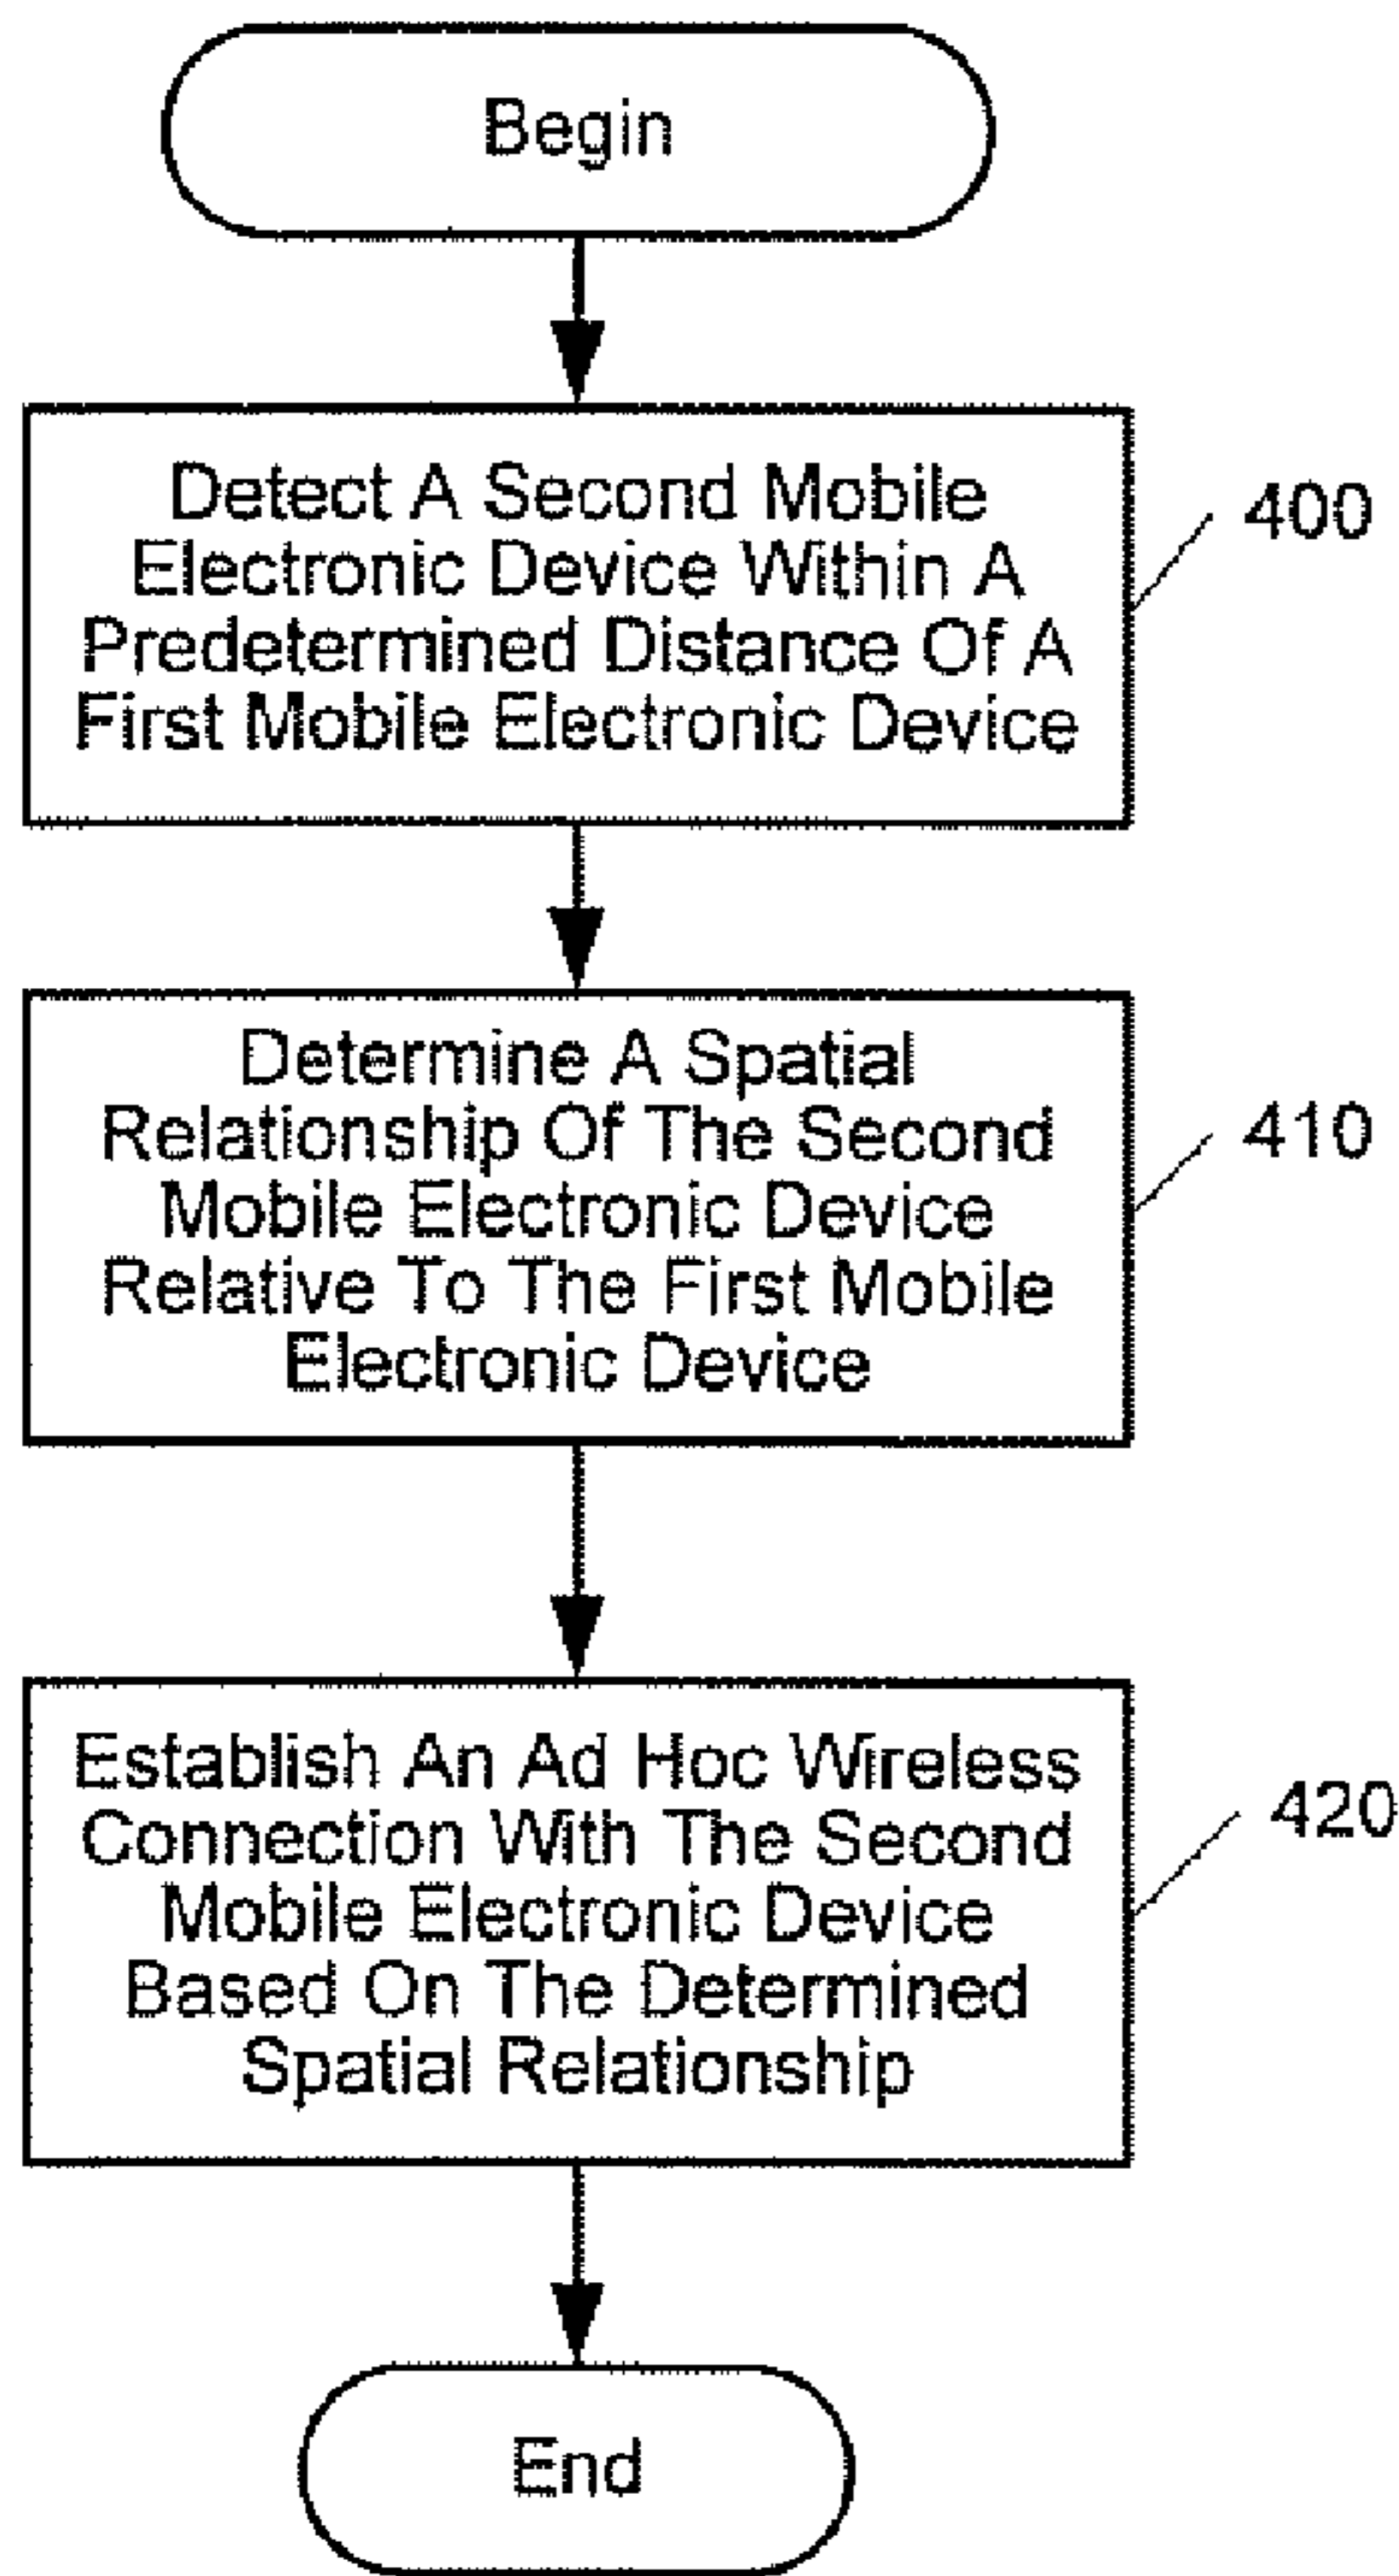 Begin
Detect A Second Mobile
Electronic Device Within A
Predetermined Distance Of A
First Mobile Electronic Device
400
Determine A Spatial
Relationship Of The Second
Mobile Electronic Device
Relative To The First Mobile
Electronic Device
410
Establish An Ad Hoc Wireless
Connection With The Second
Mobile Electronic Device
Based On The Determined
Spatial Relationship
420
End